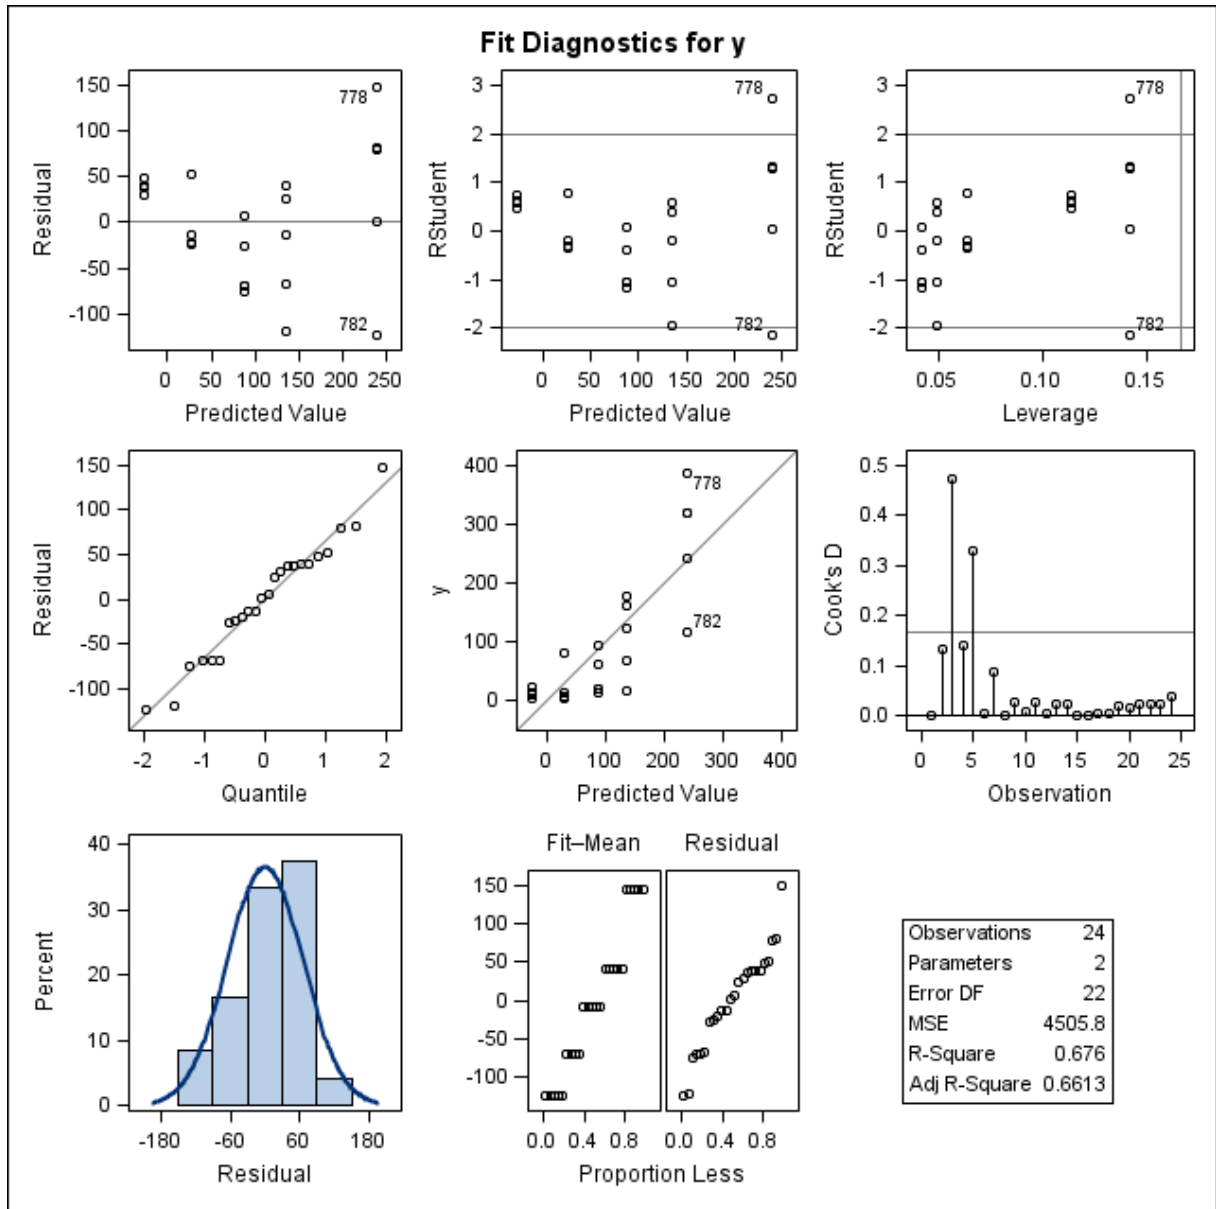 Fit Diagnostics for y
150
100
50
0
-50
-100
Residual
778
782
0 50 100 150 200 250
Predicted Value
3
2
1
0
-1
-2
RStudent
778
782
0 50 100 150 200 250
Predicted Value
3
2
1
0
-1
-2
RStudent
778
782
0.05 0.10 0.15
Leverage
150
100
50
0
-50
-100
Residual
-2 -1 0 1 2
Quantile
400
300
200
100
0
y
778
782
0 100 200 300 400
Predicted Value
0.5
0.4
0.3
0.2
0.1
0.0
Cook's D
0 5 10 15 20 25
Observation
40
30
20
10
0
Percent
-180 -60 60 180
Residual
Fit–Mean Residual
150
100
50
0
-50
-100
0.0 0.4 0.8 0.0 0.4 0.8
Proportion Less
Observations 24
Parameters 2
Error DF 22
MSE 4505.8
R-Square 0.676
Adj R-Square 0.6613